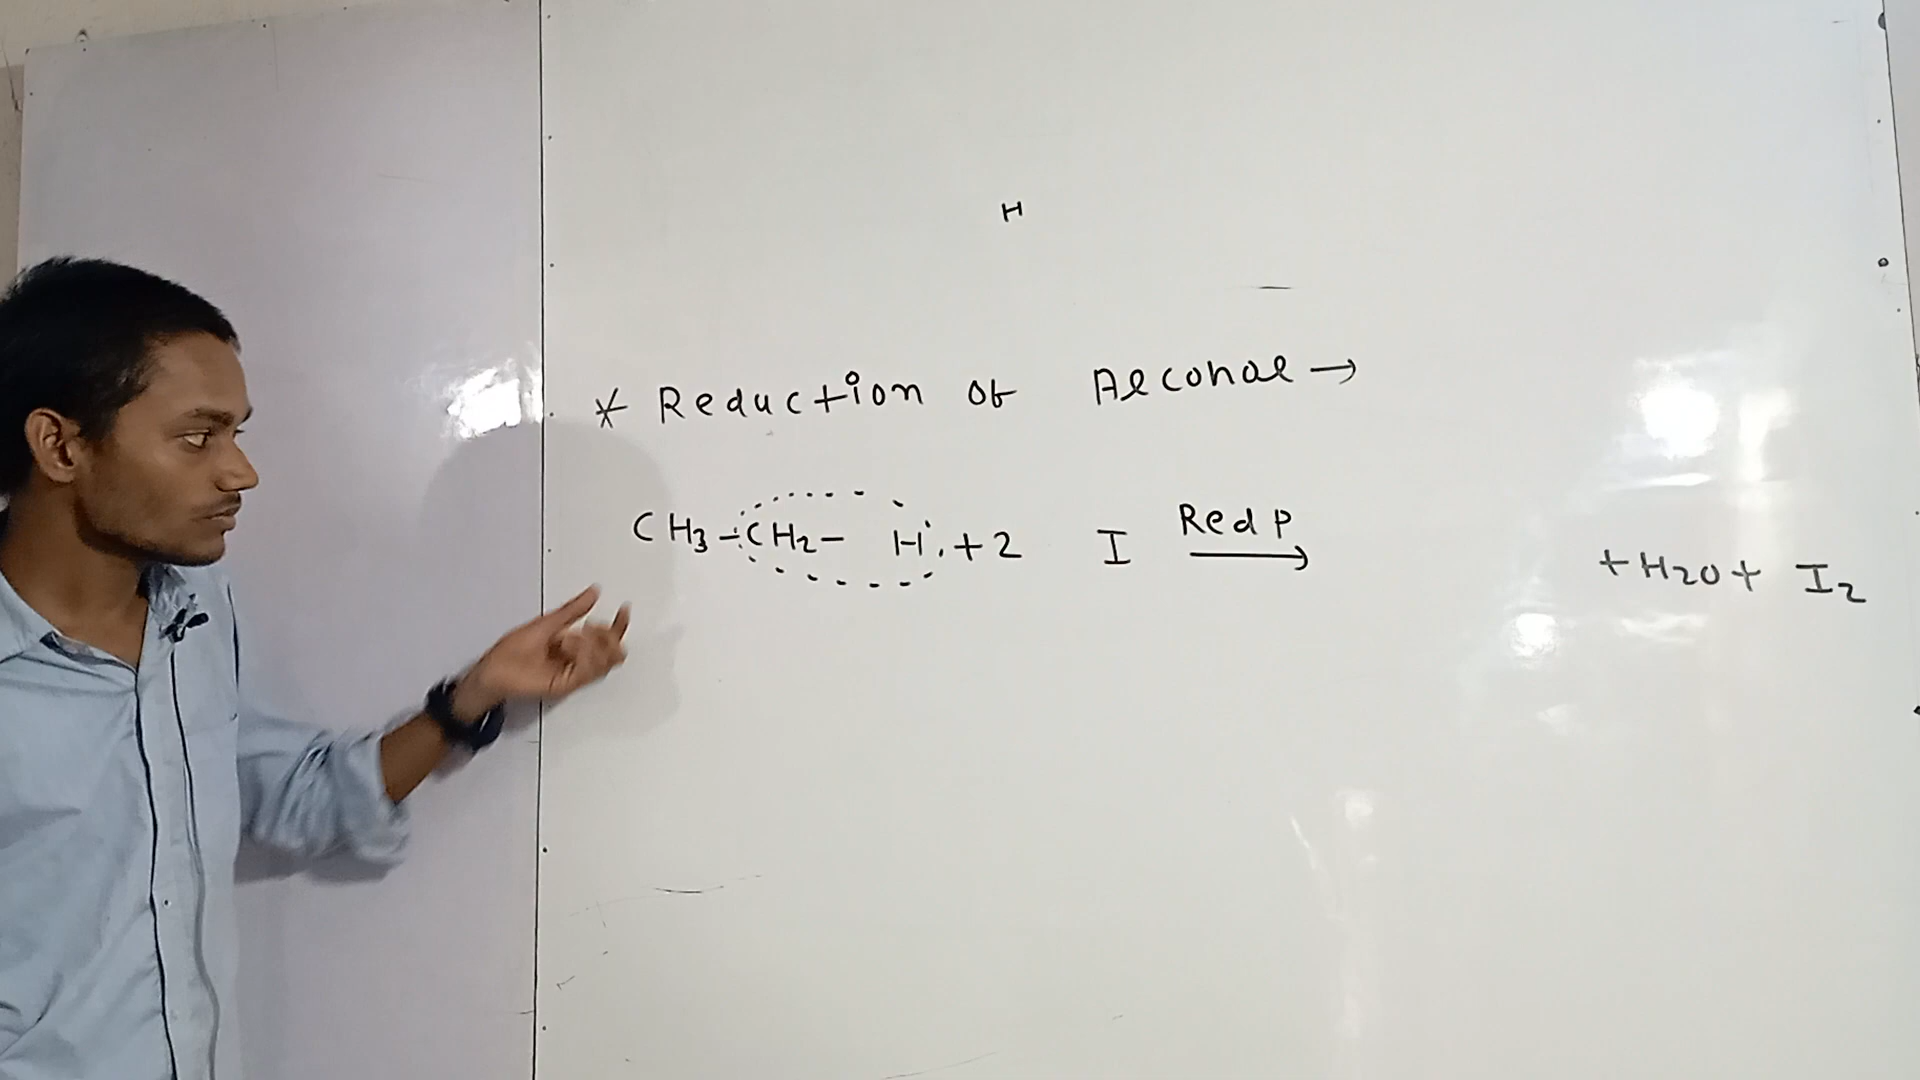 H
* Reduction of Alcohol →
CH3-CH2- H + 2 I Red P → + H2O + I2